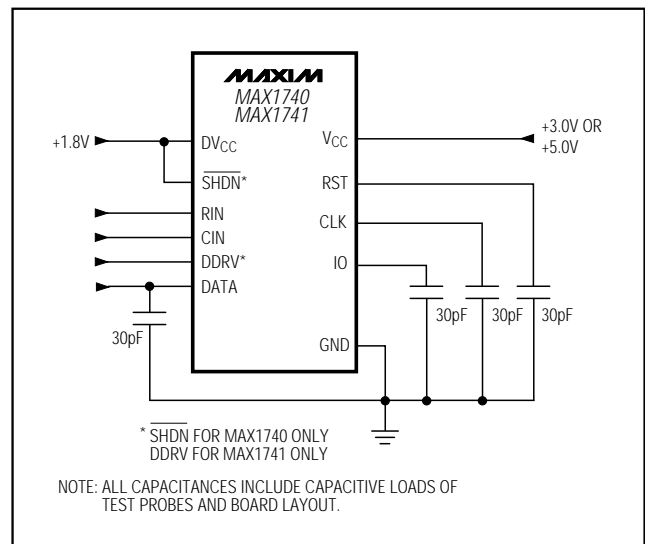 MAXIM
MAX1740
MAX1741
+1.8V
DVCC
VCC
+3.0V OR
+5.0V
SHDN*
RST
RIN
CLK
CIN
DDRV*
IO
DATA
30pF
30pF
30pF
30pF
GND
* SHDN FOR MAX1740 ONLY
DDRV FOR MAX1741 ONLY
NOTE: ALL CAPACITANCES INCLUDE CAPACITIVE LOADS OF
TEST PROBES AND BOARD LAYOUT.